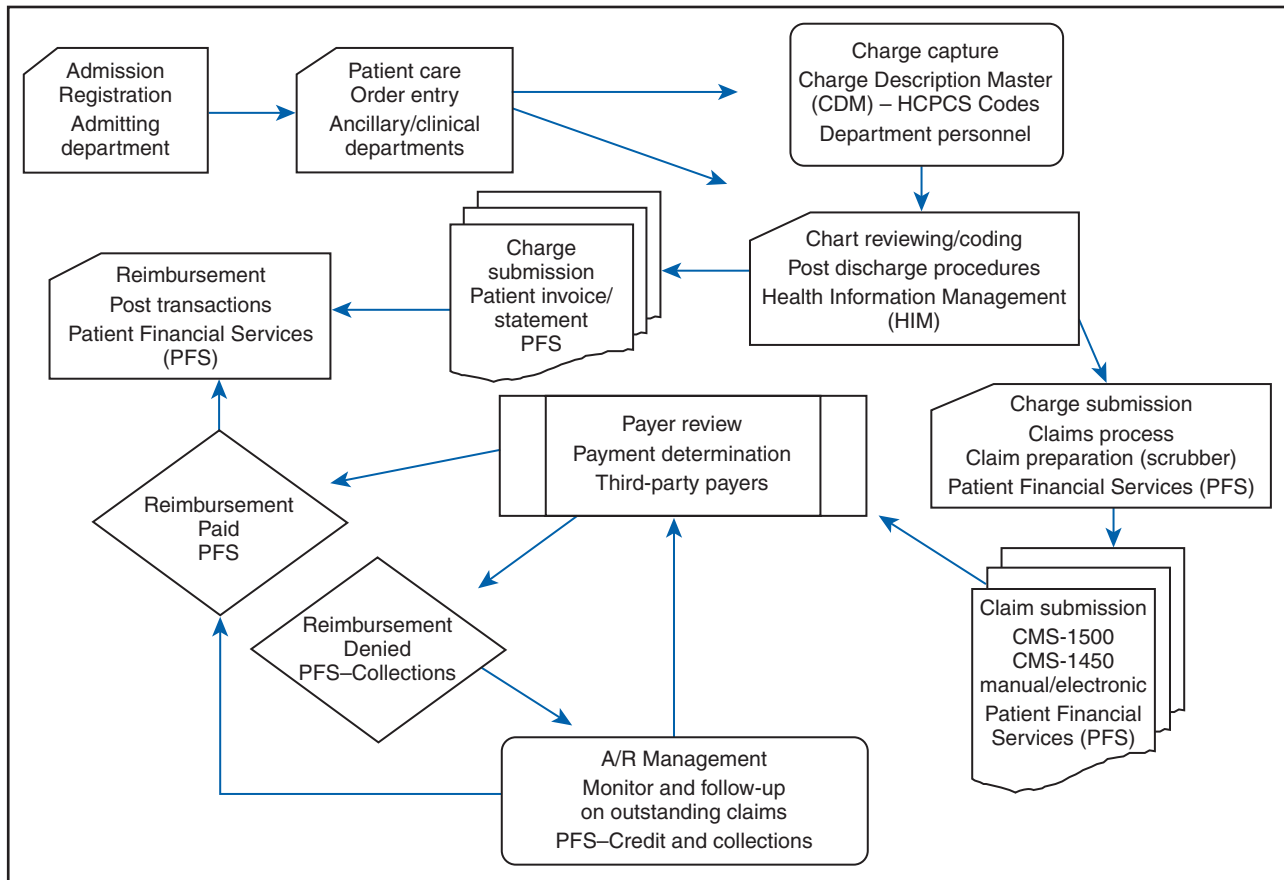 Admission
Registration
Admitting
department
Patient care
Order entry
Ancillary/clinical
departments
Charge capture
Charge Description Master
(CDM) – HCPCS Codes
Department personnel
Chart reviewing/coding
Post discharge procedures
Health Information Management
(HIM)
Charge
submission
Patient invoice/
statement
PFS
Reimbursement
Post transactions
Patient Financial Services
(PFS)
Charge submission
Claims process
Claim preparation (scrubber)
Patient Financial Services (PFS)
Payer review
Payment determination
Third-party payers
Reimbursement
Paid
PFS
Reimbursement
Denied
PFS–Collections
Claim submission
CMS-1500
CMS-1450
manual/electronic
Patient Financial
Services (PFS)
A/R Management
Monitor and follow-up
on outstanding claims
PFS–Credit and collections